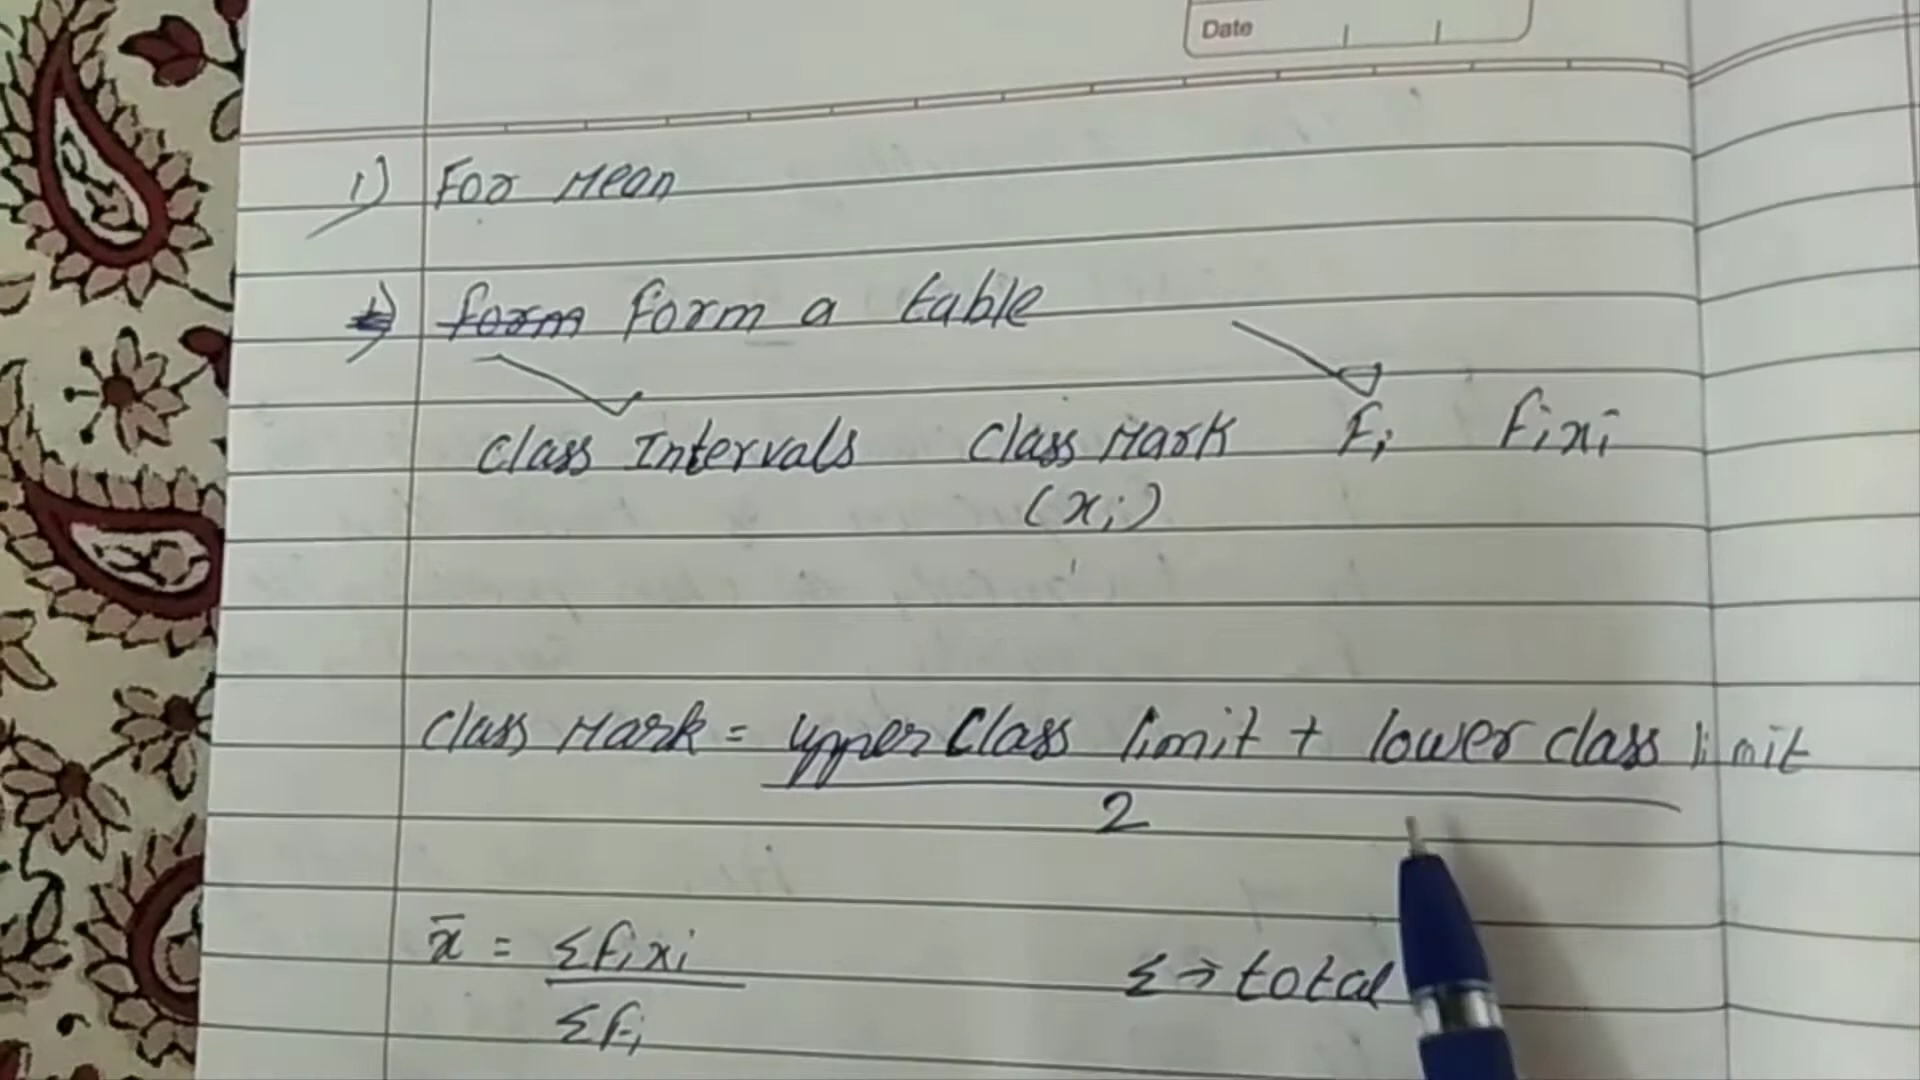 Date
1) For Mean
form Form a table
Class Intervals Class Mark Fi Fixi
(xi)
Class Mark = Upper Class limit + lower class limit
2
x̄ = Σfixi
ΣFi
Σ → total